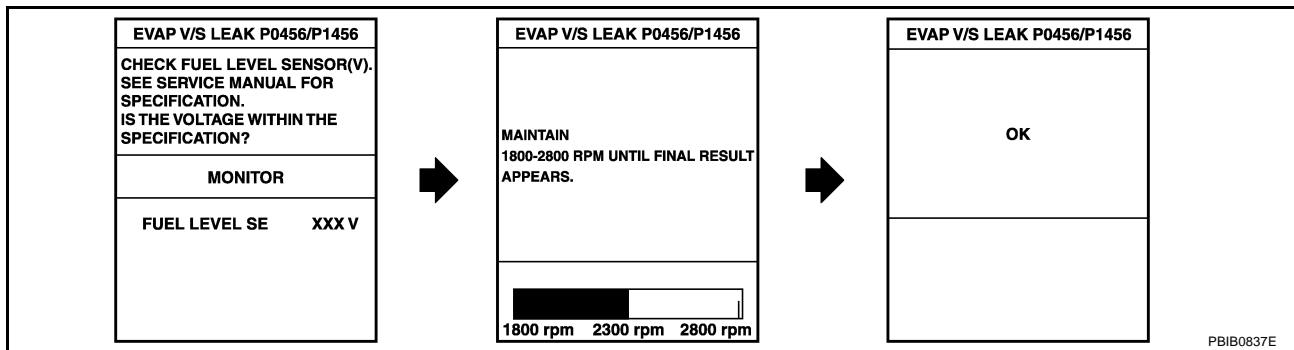 EVAP V/S LEAK P0456/P1456
CHECK FUEL LEVEL SENSOR(V).
SEE SERVICE MANUAL FOR
SPECIFICATION.
IS THE VOLTAGE WITHIN THE
SPECIFICATION?
MONITOR
FUEL LEVEL SE XXX V
EVAP V/S LEAK P0456/P1456
MAINTAIN
1800-2800 RPM UNTIL FINAL RESULT
APPEARS.
1800 rpm 2300 rpm 2800 rpm
EVAP V/S LEAK P0456/P1456
OK
PBIB0837E